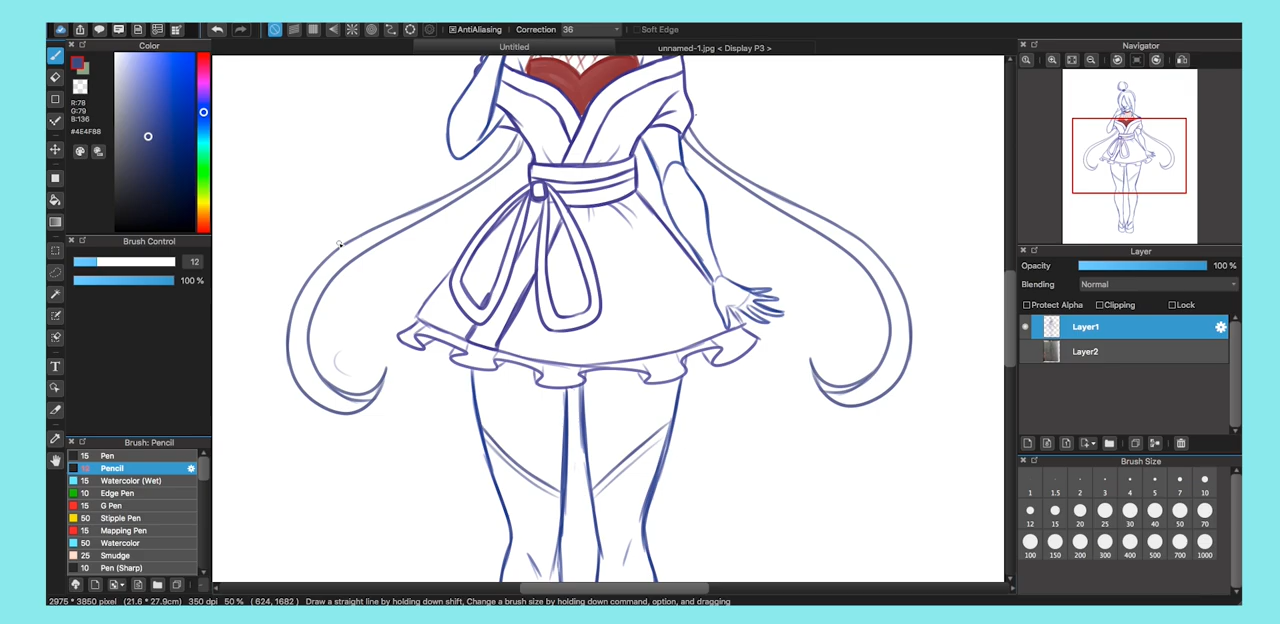 AntiAliasing Correction 36 Soft Edge
Color
Untitled
unnamed-1.jpg < Display P3 >
Navigator
R:78
G:79
B:136
#4E4F88
Brush Control
12
100 %
Brush: Pencil
15 Pen
Pencil
15 Watercolor (Wet)
10 Edge Pen
15 G Pen
50 Stipple Pen
15 Mapping Pen
50 Watercolor
25 Smudge
10 Pen (Sharp)
Layer
Opacity 100 %
Blending Normal
Protect Alpha Clipping Lock
Layer1
Layer2
Brush Size
1 1.5 2 3 4 5 7 10
12 15 20 25 30 40 50 70
100 150 200 300 400 500 700 1000
2975 * 3850 pixel (21.6 * 27.9cm) 350 dpi 50 % ( 624, 1682 ) Draw a straight line by holding down shift, Change a brush size by holding down command, option, and dragging